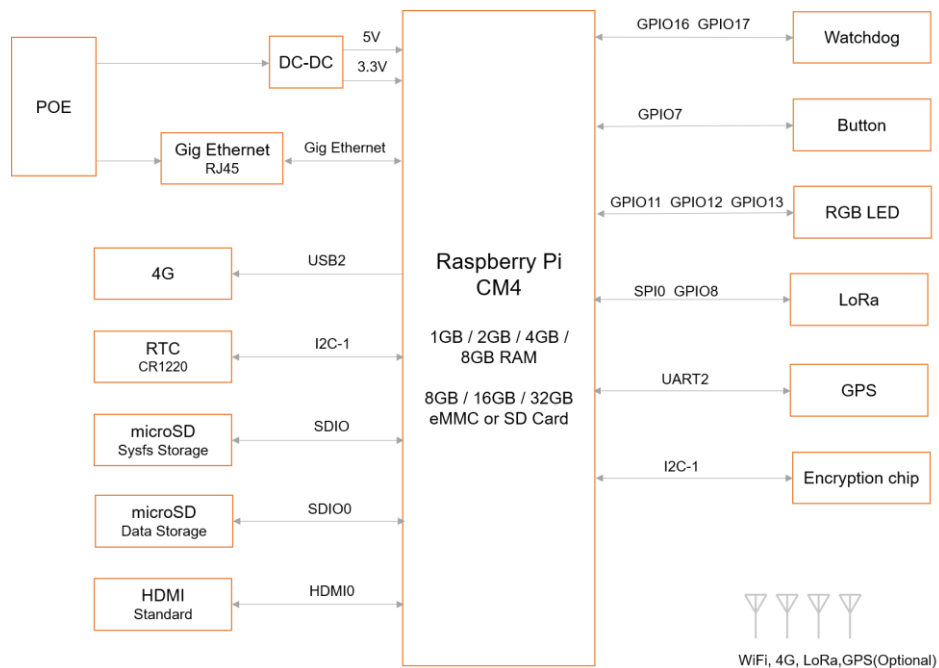 POE
DC-DC
5V
3.3V
Gig Ethernet
RJ45
Gig Ethernet
4G
USB2
RTC
CR1220
I2C-1
microSD
Sysfs Storage
SDIO
microSD
Data Storage
SDIO0
HDMI
Standard
HDMI0
Raspberry Pi
CM4
1GB / 2GB / 4GB /
8GB RAM
8GB / 16GB / 32GB
eMMC or SD Card
GPIO16 GPIO17
Watchdog
GPIO7
Button
GPIO11 GPIO12 GPIO13
RGB LED
SPI0 GPIO8
LoRa
UART2
GPS
I2C-1
Encryption chip
WiFi, 4G, LoRa,GPS(Optional)